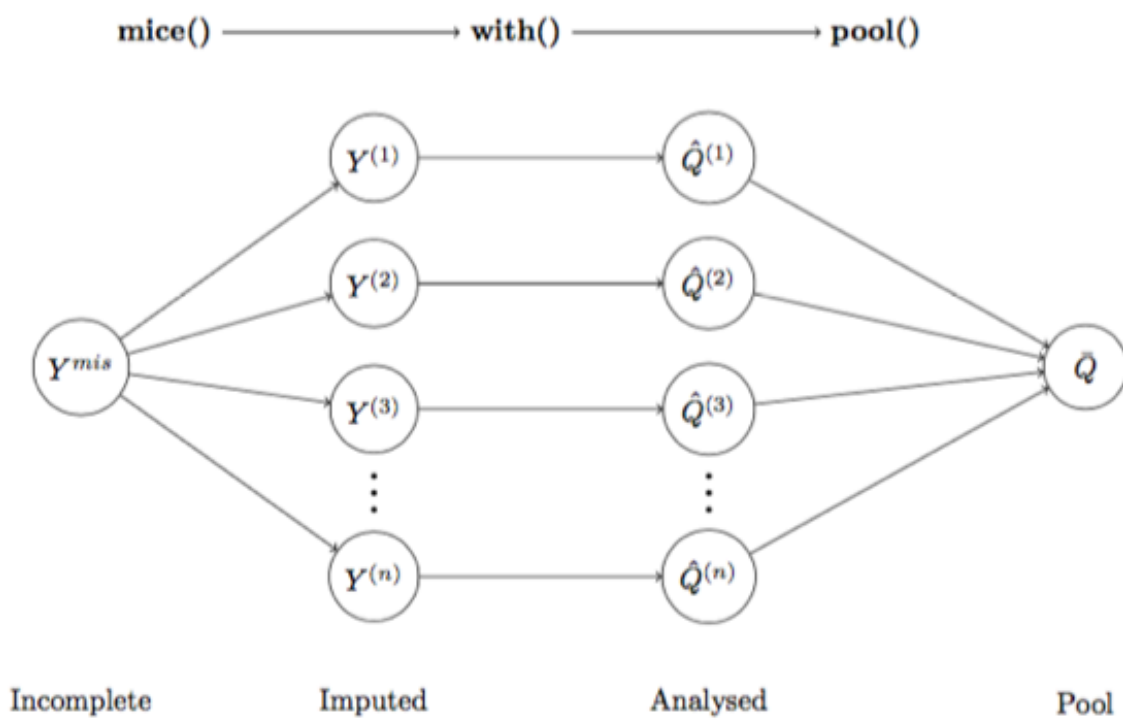 mice() with() pool()
Y^(1) Q̂^(1)
Y^(2) Q̂^(2)
Y^mis Q̄
Y^(3) Q̂^(3)
Y^(n) Q̂^(n)
Incomplete Imputed Analysed Pool